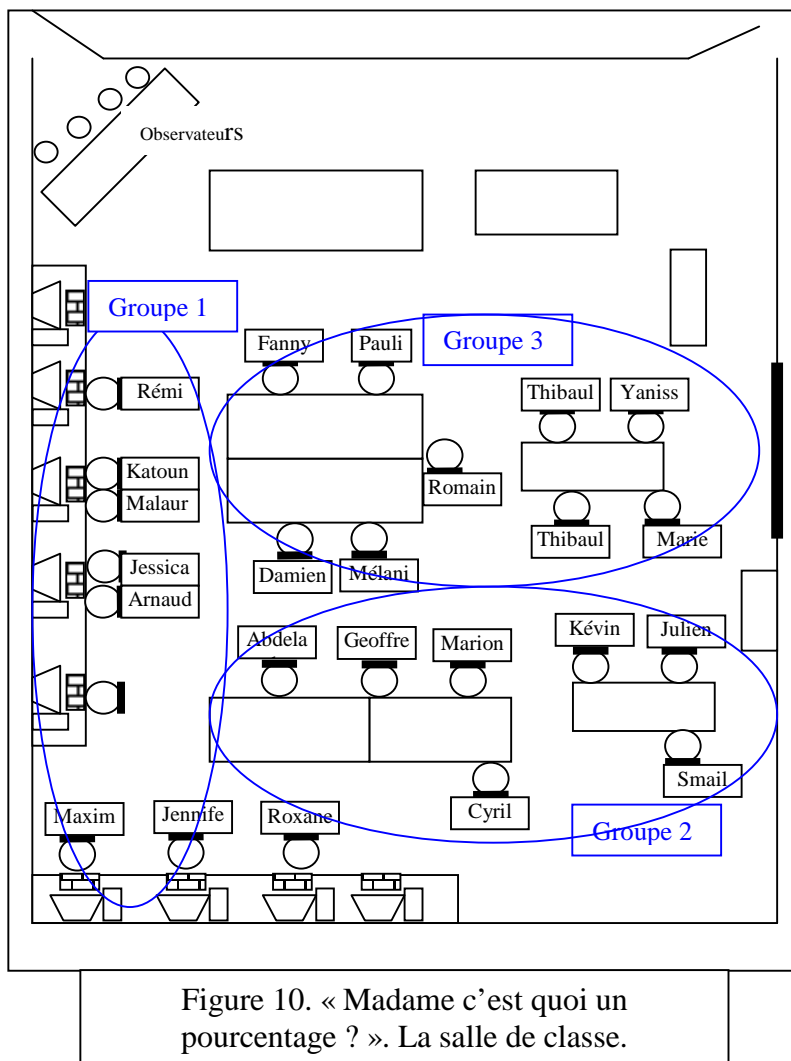 Observateurs
Groupe 1
Fanny
Pauli
Groupe 3
Rémi
Thibaul
Yaniss
Katoun
Romain
Malaur
Thibaul
Marie
Jessica
Damien
Mélani
Arnaud
Abdela
Geoffre
Marion
Kévin
Julien
Smail
Maxim
Jennife
Roxane
Cyril
Groupe 2
Figure 10. « Madame c’est quoi un
pourcentage ? ». La salle de classe.